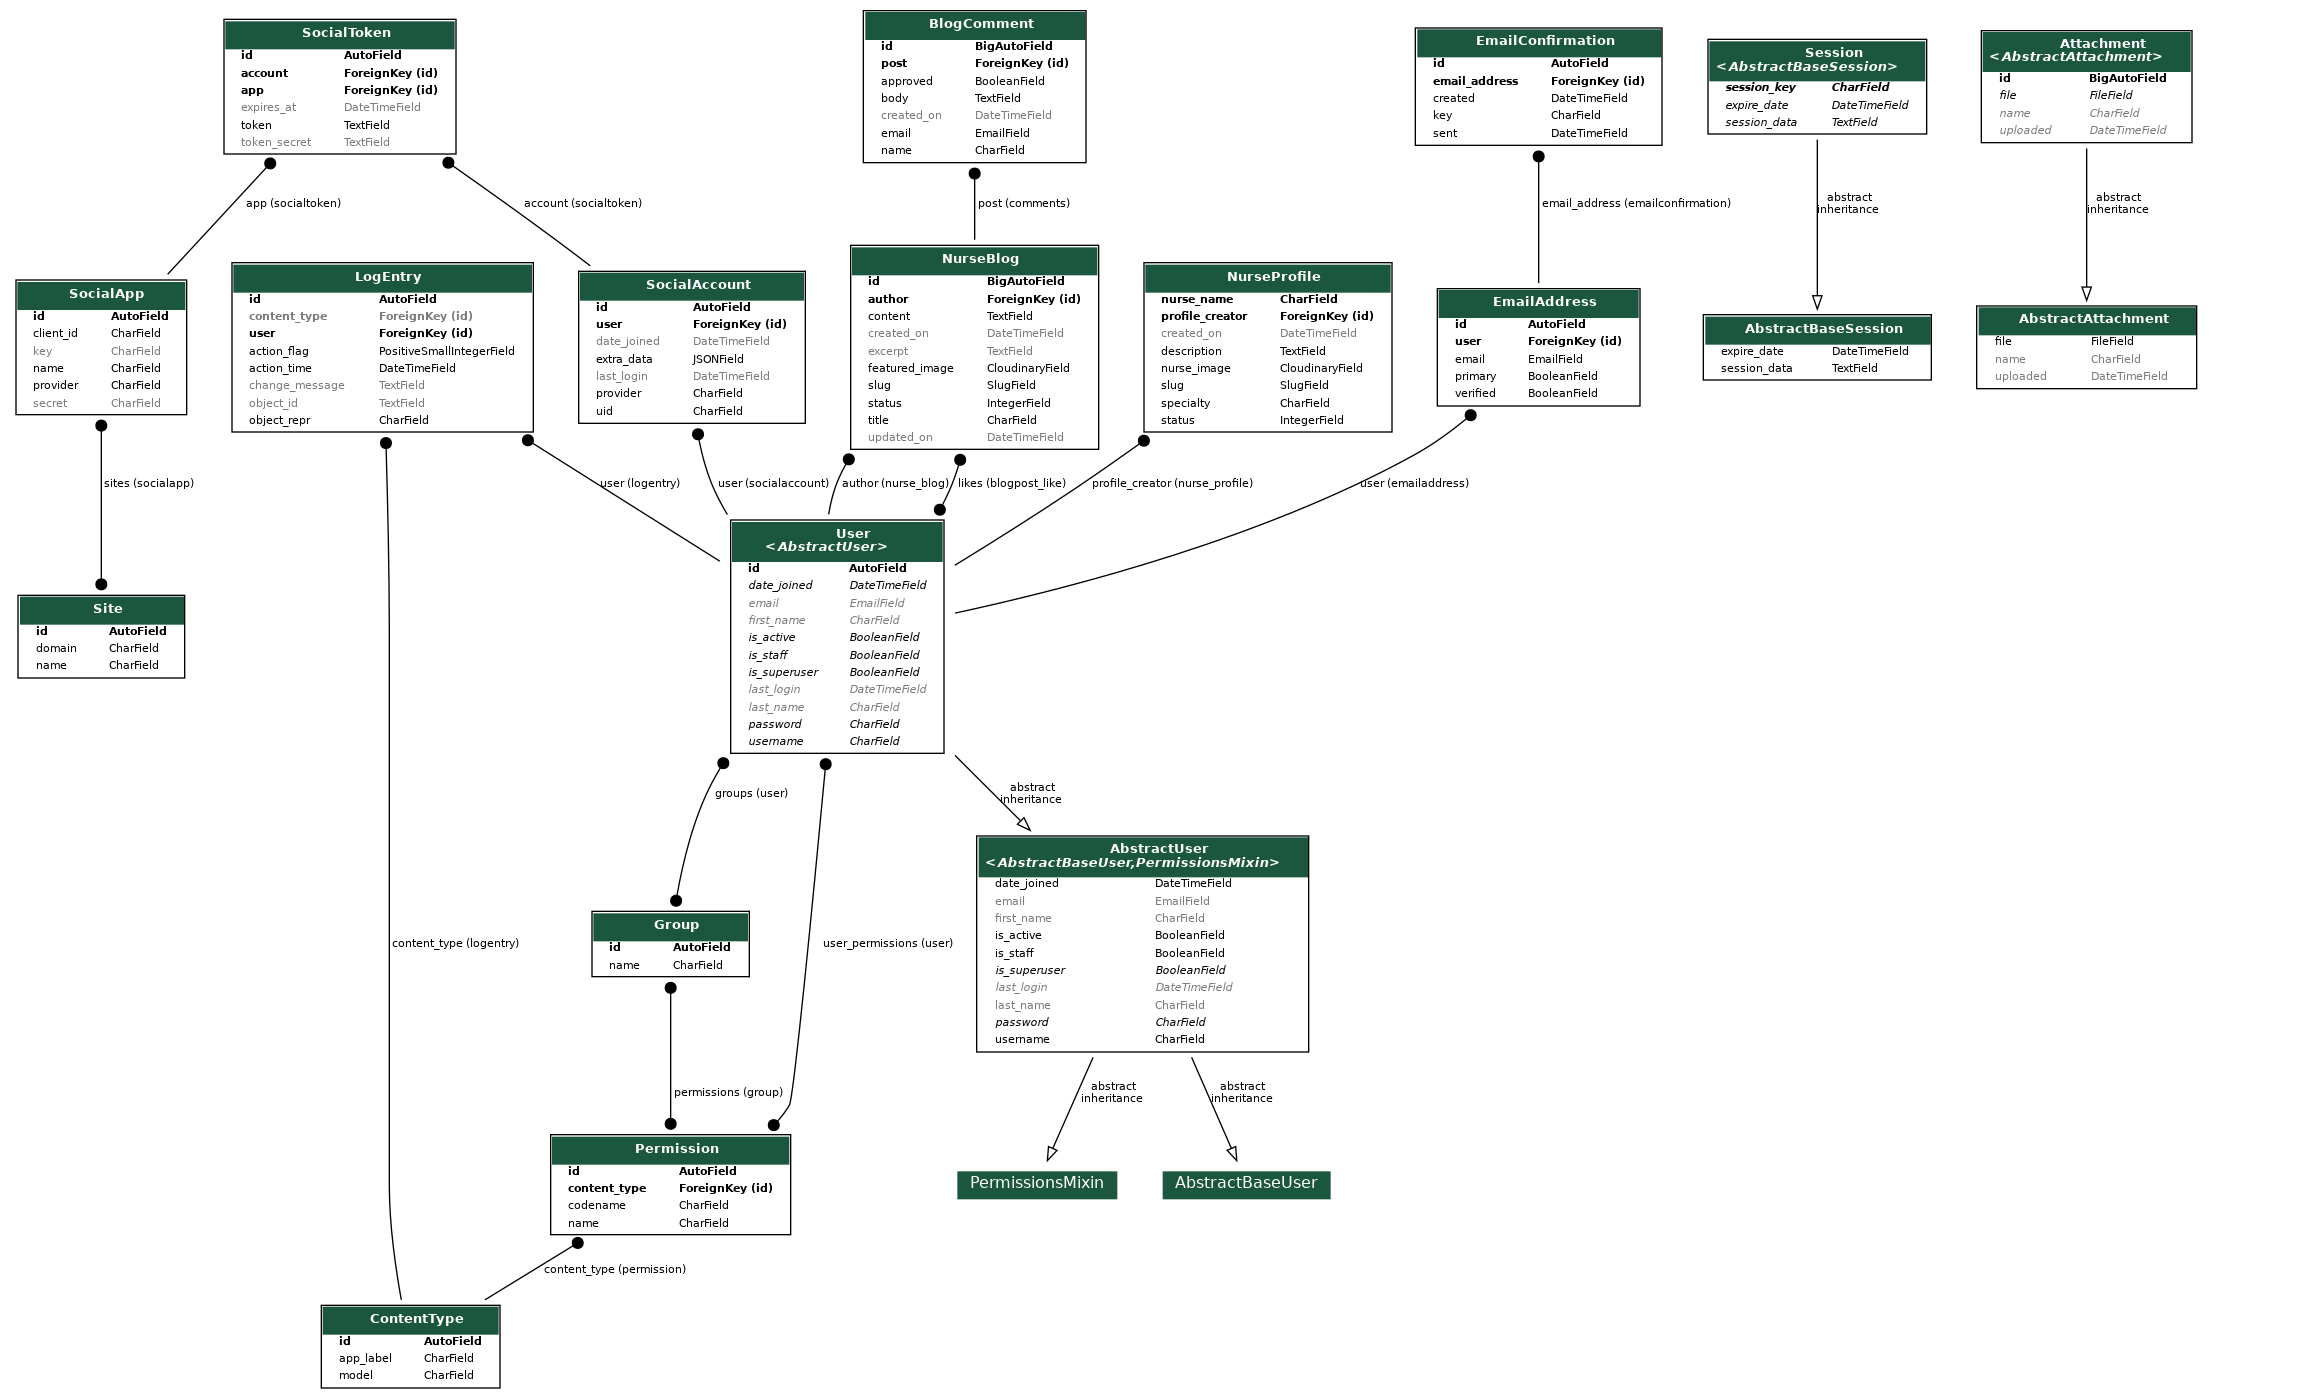 SocialToken
id AutoField
account ForeignKey (id)
app ForeignKey (id)
expires_at DateTimeField
token TextField
token_secret TextField
BlogComment
id BigAutoField
post ForeignKey (id)
approved BooleanField
body TextField
created_on DateTimeField
email EmailField
name CharField
EmailConfirmation
id AutoField
email_address ForeignKey (id)
created DateTimeField
key CharField
sent DateTimeField
Session
<AbstractBaseSession>
session_key CharField
expire_date DateTimeField
session_data TextField
Attachment
<AbstractAttachment>
id BigAutoField
file FileField
name CharField
uploaded DateTimeField
app (socialtoken)
account (socialtoken)
post (comments)
email_address (emailconfirmation)
abstract
inheritance
abstract
inheritance
SocialApp
id AutoField
client_id CharField
key CharField
name CharField
provider CharField
secret CharField
LogEntry
id AutoField
content_type ForeignKey (id)
user ForeignKey (id)
action_flag PositiveSmallIntegerField
action_time DateTimeField
change_message TextField
object_id TextField
object_repr CharField
SocialAccount
id AutoField
user ForeignKey (id)
date_joined DateTimeField
extra_data JSONField
last_login DateTimeField
provider CharField
uid CharField
NurseBlog
id BigAutoField
author ForeignKey (id)
content TextField
created_on DateTimeField
excerpt TextField
featured_image CloudinaryField
slug SlugField
status IntegerField
title CharField
updated_on DateTimeField
NurseProfile
nurse_name CharField
profile_creator ForeignKey (id)
created_on DateTimeField
description TextField
nurse_image CloudinaryField
slug SlugField
specialty CharField
status IntegerField
EmailAddress
id AutoField
user ForeignKey (id)
email EmailField
primary BooleanField
verified BooleanField
AbstractBaseSession
expire_date DateTimeField
session_data TextField
AbstractAttachment
file FileField
name CharField
uploaded DateTimeField
sites (socialapp)
user (logentry)
user (socialaccount)
author (nurse_blog)
likes (blogpost_like)
profile_creator (nurse_profile)
user (emailaddress)
Site
id AutoField
domain CharField
name CharField
User
<AbstractUser>
id AutoField
date_joined DateTimeField
email EmailField
first_name CharField
is_active BooleanField
is_staff BooleanField
is_superuser BooleanField
last_login DateTimeField
last_name CharField
password CharField
username CharField
groups (user)
abstract
inheritance
content_type (logentry)
user_permissions (user)
Group
id AutoField
name CharField
AbstractUser
<AbstractBaseUser,PermissionsMixin>
date_joined DateTimeField
email EmailField
first_name CharField
is_active BooleanField
is_staff BooleanField
is_superuser BooleanField
last_login DateTimeField
last_name CharField
password CharField
username CharField
permissions (group)
abstract
inheritance
abstract
inheritance
Permission
id AutoField
content_type ForeignKey (id)
codename CharField
name CharField
PermissionsMixin
AbstractBaseUser
content_type (permission)
ContentType
id AutoField
app_label CharField
model CharField